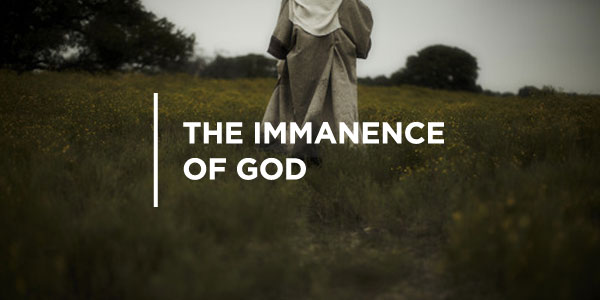 THE IMMANENCE
OF GOD